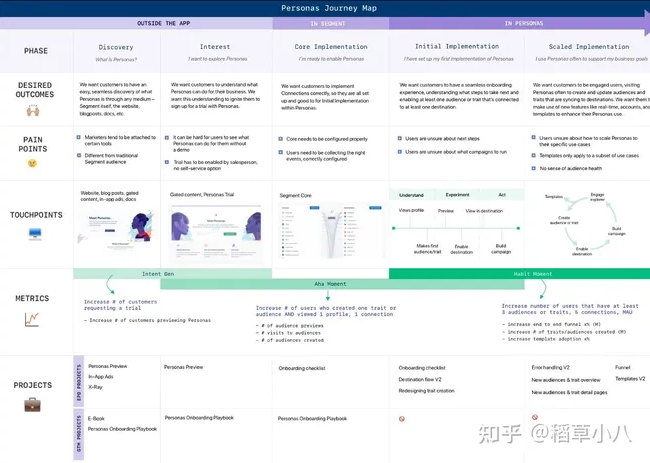 Personas Journey Map
OUTSIDE THE APP
IN SEGMENT
IN PERSONAS
PHASE
Discovery
What is Personas?
Interest
I want to explore Personas
Core Implementation
I'm ready to enable Personas
Initial Implementation
I have set up my first implementation of Personas
Scaled Implementation
I use Personas often to support my business goals
DESIRED
OUTCOMES
We want customers to have an
easy, seamless discovery of what
Personas is through any medium –
Segment itself, the website,
blogposts, docs, etc.
We want customers to understand what
Personas can do for their business. We
want this understanding to ignite them to
sign up for a trial with Personas.
We want customers to implement
Connections correctly, so they are all set
up and good to for Initial Implementation
within Personas.
We want customers to have a seamless onboarding
experience, understanding what steps to take next and
enabling at least one audience or trait that's connected
to at least one destination
We want customers to be engaged users, visiting
Personas often to create and update audiences and
traits that are syncing to destinations. We want them t
make use of new features like real-time, accounts, and
templates to enhance their Personas use .
PAIN
POINTS
Marketers tend to be attached to
certain tools
Different from traditional
Segment audience
It can be hard for users to see what
Personas can do for them without
a demo
Trial has to be enabled by salesperson,
no self-service option
Core needs to be configured properly
Users need to be collecting the right
events, correctly configured
Users are unsure about next steps
Users are unsure what campaigns to run
Users unsure about how to scale Personas to
their specific use cases
Templates only apply to a subset of use cases
No sense of audience health
TOUCHPOINTS
Website, blog posts, gated
content, in-app ads, docs
Gated content, Personas Trial
Segment Core
Understand
Experiment
Act
Views profile
Preview
View in destination
Makes first
audience/trait
Enable
destination
Build
campaign
Templates
Engage
explorer
Create
audience or trait
Build
campaign
Enable
destination
Intent Gen
Aha Moment
Habit Moment
METRICS
Increase # of customers
requesting a trial
– Increase # of customers previewing Personas
Increase # of users who created one trait or
audience AND viewed 1 profile, 1 connection
– # of audience previews
– # visits to audiences
– # of audiences created
Increase number of users that have at least
3 audiences or traits, 5 connections, MAU
– increase end to end funnel x% (M)
– increase # of traits/audiences created (M)
– increase template adoption x%
PROJECTS
EPD PROJECTS
Personas Preview
In-App Ads
X-Ray
Personas Preview
Onboarding checklist
Onboarding checklist
Destination flow V2
Redesigning trait creation
Error handling V2
New audiences & trait overview
New audiences & trait detail pages
Funnel
Templates V2
GTM PROJECTS
E-Book
Personas Onboarding Playbook
Personas Onboarding Playbook
Personas Onboarding Playbook
知乎 @稻草小八